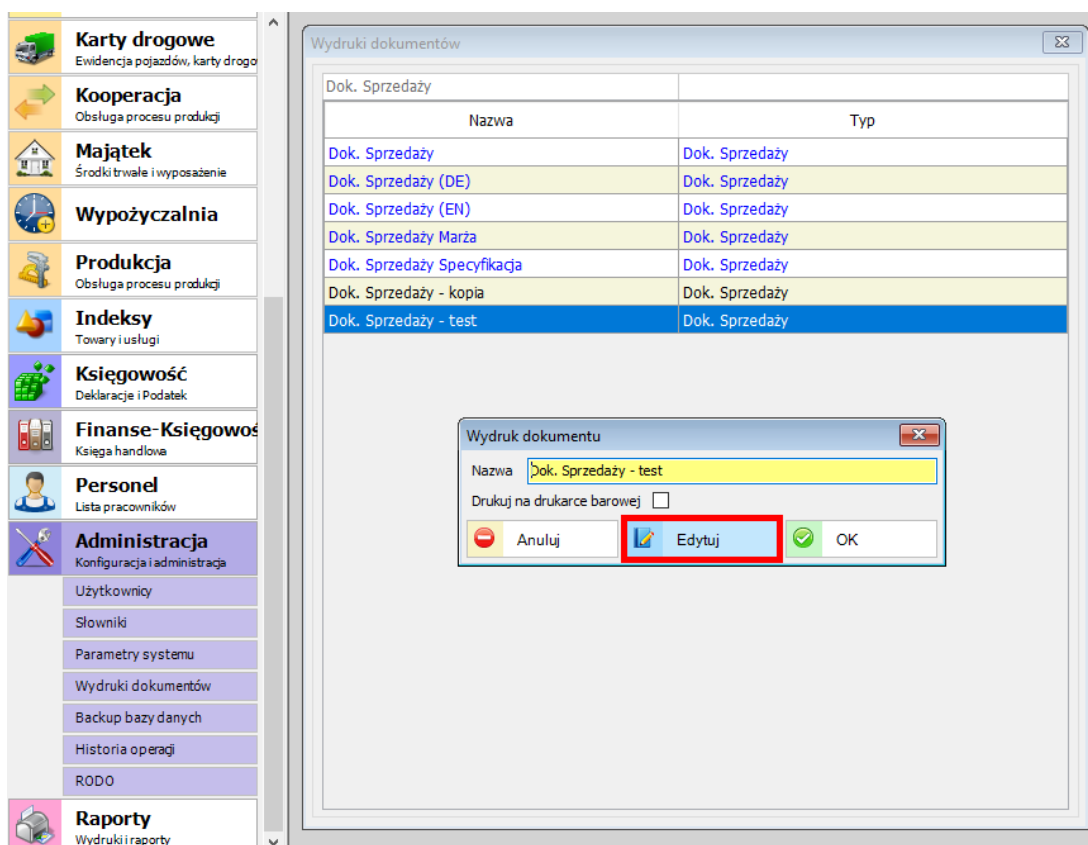 Karty drogowe
Ewidencja pojazdów, karty drogo
Kooperacja
Obsługa procesu produkcji
Majątek
Środki trwałe i wyposażenie
Wypożyczalnia
Produkcja
Obsługa procesu produkcji
Indeksy
Towary i usługi
Księgowość
Deklaracje i Podatek
Finanse-Księgowoś
Księga handlowa
Personel
Lista pracowników
Administracja
Konfiguracja i administracja
Użytkownicy
Słowniki
Parametry systemu
Wydruki dokumentów
Backup bazy danych
Historia operacji
RODO
Raporty
Wydruki i raporty
Wydruki dokumentów
Dok. Sprzedaży
Nazwa Typ
Dok. Sprzedaży Dok. Sprzedaży
Dok. Sprzedaży (DE) Dok. Sprzedaży
Dok. Sprzedaży (EN) Dok. Sprzedaży
Dok. Sprzedaży Marża Dok. Sprzedaży
Dok. Sprzedaży Specyfikacja Dok. Sprzedaży
Dok. Sprzedaży - kopia Dok. Sprzedaży
Dok. Sprzedaży - test Dok. Sprzedaży
Wydruk dokumentu
Nazwa Dok. Sprzedaży - test
Drukuj na drukarce barowej
Anuluj Edytuj OK